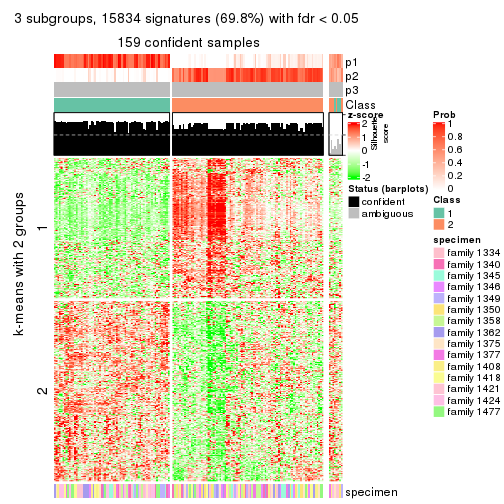 3 subgroups, 15834 signatures (69.8%) with fdr < 0.05
159 confident samples
p1
p2
p3
Class
z-score
2
1
0
-1
-2
Silhouette
score
Prob
1
0.8
0.6
0.4
0.2
0
Status (barplots)
confident
ambiguous
Class
1
2
specimen
family 1334
family 1340
family 1345
family 1346
family 1349
family 1350
family 1358
family 1362
family 1375
family 1377
family 1408
family 1418
family 1421
family 1424
family 1477
k-means with 2 groups
1
2
specimen